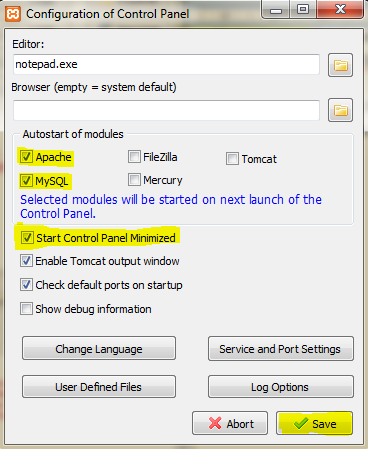 Configuration of Control Panel
Editor:
notepad.exe
Browser (empty = system default)
Autostart of modules
Apache FileZilla Tomcat
MySQL Mercury
Selected modules will be started on next launch of the
Control Panel.
Start Control Panel Minimized
Enable Tomcat output window
Check default ports on startup
Show debug information
Change Language Service and Port Settings
User Defined Files Log Options
Abort Save